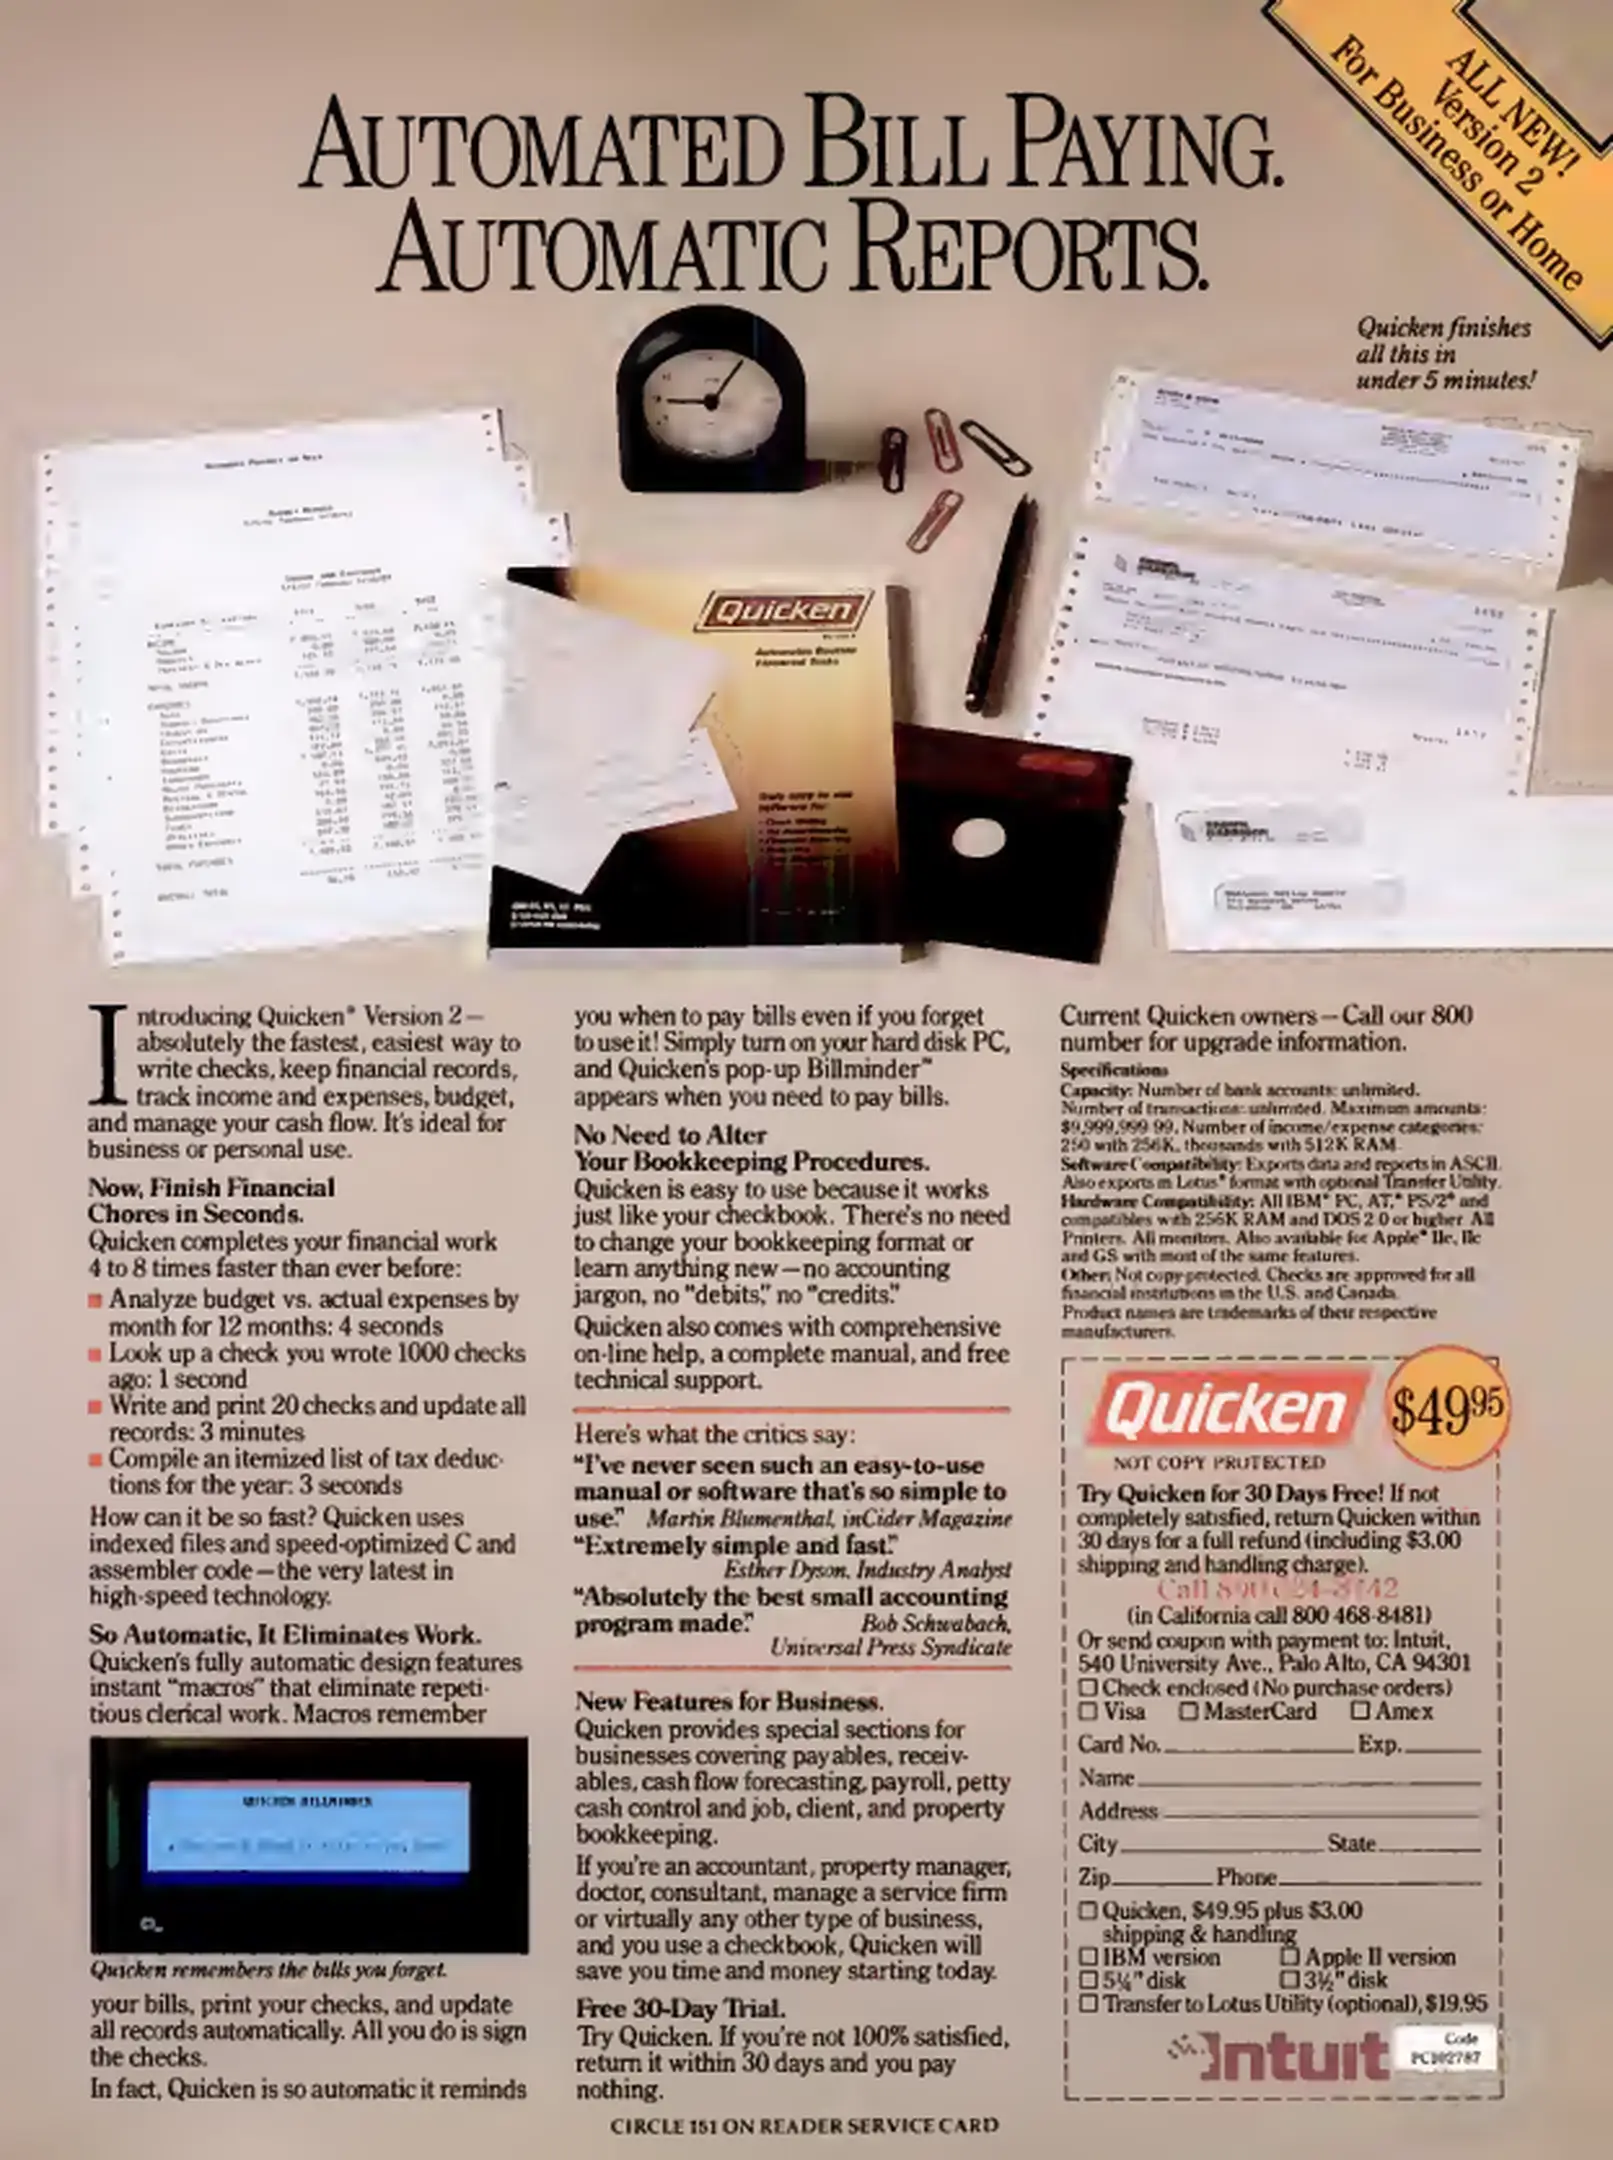 ALL NEW!
Version 2
For Business or Home
AUTOMATED BILL PAYING.
AUTOMATIC REPORTS.
Quicken finishes
all this in
under 5 minutes!
Quicken
Introducing Quicken® Version 2—
absolutely the fastest, easiest way to
write checks, keep financial records,
track income and expenses, budget,
and manage your cash flow. It's ideal for
business or personal use.
Now, Finish Financial
Chores in Seconds.
Quicken completes your financial work
4 to 8 times faster than ever before:
Analyze budget vs. actual expenses by
month for 12 months: 4 seconds
Look up a check you wrote 1000 checks
ago: 1 second
Write and print 20 checks and update all
records: 3 minutes
Compile an itemized list of tax deduc-
tions for the year: 3 seconds
How can it be so fast? Quicken uses
indexed files and speed-optimized C and
assembler code—the very latest in
high-speed technology.
So Automatic, It Eliminates Work.
Quicken's fully automatic design features
instant "macros" that eliminate repeti-
tious clerical work. Macros remember
QUICKEN BILLMINDER
Quicken remembers the bills you forget.
your bills, print your checks, and update
all records automatically. All you do is sign
the checks.
In fact, Quicken is so automatic it reminds
you when to pay bills even if you forget
to use it! Simply turn on your hard disk PC,
and Quicken's pop-up Billminder™
appears when you need to pay bills.
No Need to Alter
Your Bookkeeping Procedures.
Quicken is easy to use because it works
just like your checkbook. There's no need
to change your bookkeeping format or
learn anything new—no accounting
jargon, no "debits," no "credits."
Quicken also comes with comprehensive
on-line help, a complete manual, and free
technical support.
Here's what the critics say:
"I've never seen such an easy-to-use
manual or software that's so simple to
use." Martin Blumenthal, inCider Magazine
"Extremely simple and fast."
Esther Dyson, Industry Analyst
"Absolutely the best small accounting
program made." Bob Schwabach,
Universal Press Syndicate
New Features for Business.
Quicken provides special sections for
businesses covering payables, receiv-
ables, cash flow forecasting, payroll, petty
cash control and job, client, and property
bookkeeping.
If you're an accountant, property manager,
doctor, consultant, manage a service firm
or virtually any other type of business,
and you use a checkbook, Quicken will
save you time and money starting today.
Free 30-Day Trial.
Try Quicken. If you're not 100% satisfied,
return it within 30 days and you pay
nothing.
Current Quicken owners—Call our 800
number for upgrade information.
Specifications
Capacity: Number of bank accounts: unlimited.
Number of transactions: unlimited. Maximum amounts:
$9,999,999.99. Number of income/expense categories:
250 with 256K, thousands with 512K RAM.
Software Compatibility: Exports data and reports in ASCII.
Also exports in Lotus® format with optional Transfer Utility.
Hardware Compatibility: All IBM® PC, AT,® PS/2® and
compatibles with 256K RAM and DOS 2.0 or higher. All
Printers. All monitors. Also available for Apple® IIe, IIc
and GS with most of the same features.
Other: Not copy-protected. Checks are approved for all
financial institutions in the U.S. and Canada.
Product names are trademarks of their respective
manufacturers.
Quicken $49.95
NOT COPY PROTECTED
Try Quicken for 30 Days Free! If not
completely satisfied, return Quicken within
30 days for a full refund (including $3.00
shipping and handling charge).
Call 800 624-8742
(in California call 800 468-8481)
Or send coupon with payment to: Intuit,
540 University Ave., Palo Alto, CA 94301
Check enclosed (No purchase orders)
Visa MasterCard Amex
Card No. Exp.
Name
Address
City State
Zip Phone
Quicken, $49.95 plus $3.00
shipping & handling
IBM version Apple II version
5¼" disk 3½" disk
Transfer to Lotus Utility (optional), $19.95
Intuit
Code
PC102787
CIRCLE 151 ON READER SERVICE CARD